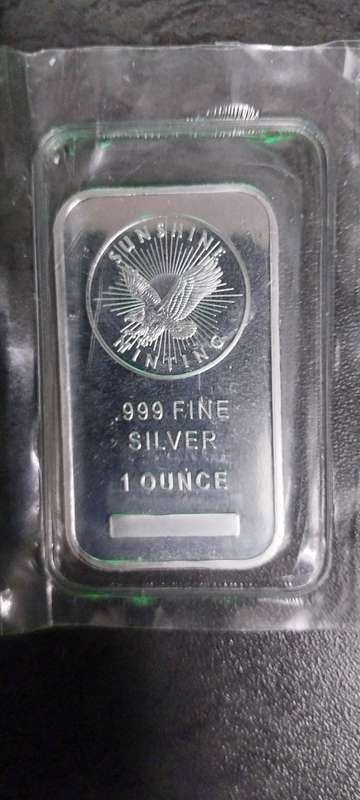 SUNSHINE
MINTING
.999 FINE
SILVER
1 OUNCE